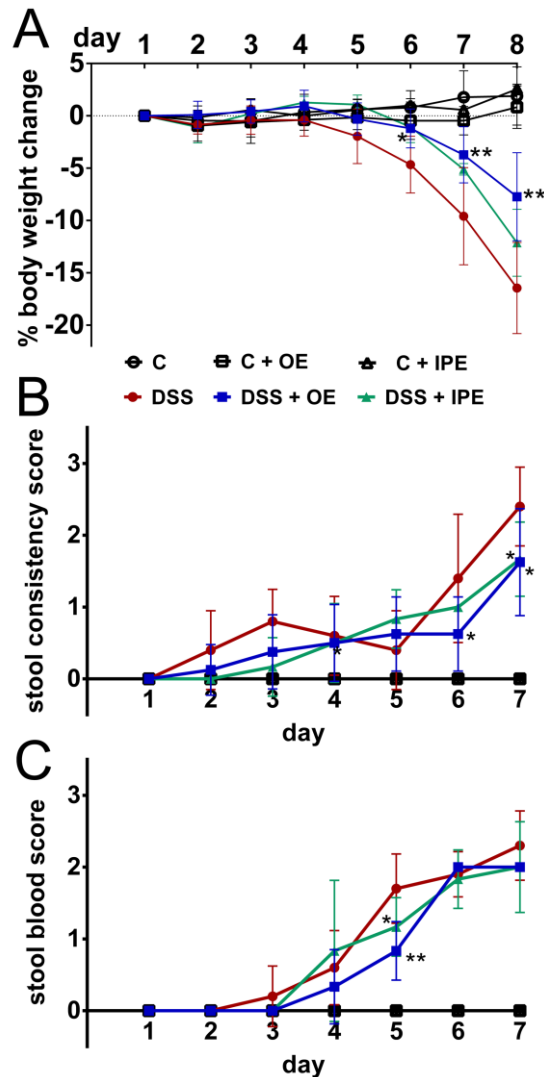 A
day 1 2 3 4 5 6 7 8
% body weight change
5
0
-5
-10
-15
-20
*
**
**
C C + OE C + IPE
DSS DSS + OE DSS + IPE
B
stool consistency score
3
2
1
0
*
*
*
*
1 2 3 4 5 6 7
day
C
stool blood score
3
2
1
0
*
**
1 2 3 4 5 6 7
day